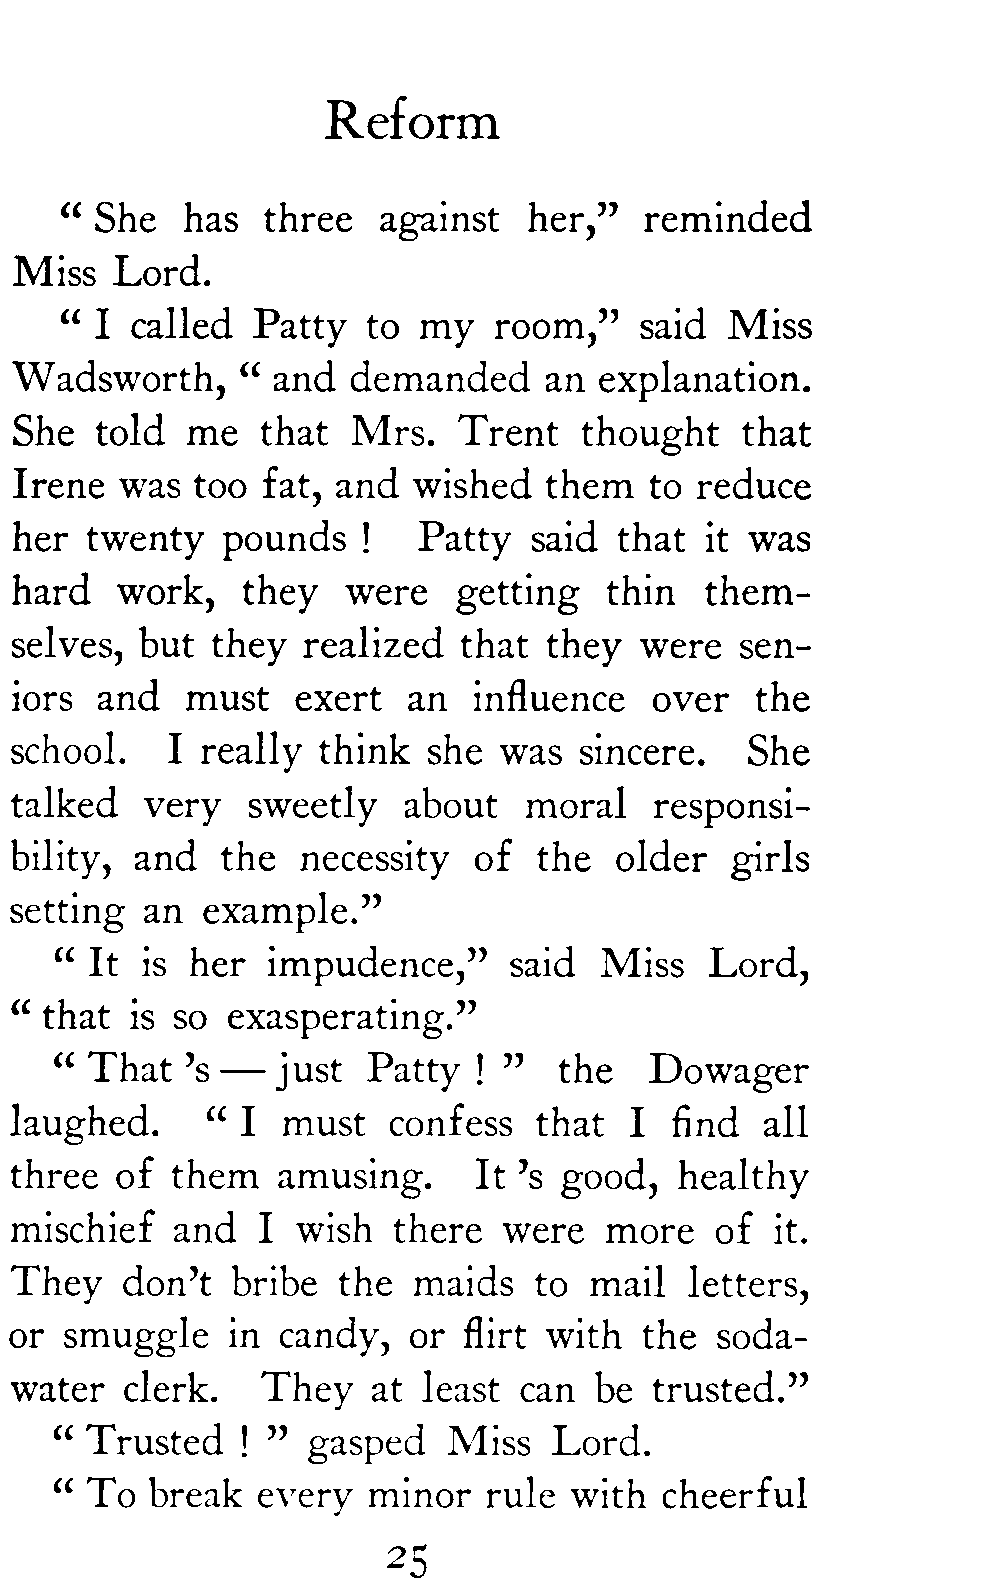 Reform
“ She has three against her,” reminded
Miss Lord.
“ I called Patty to my room,” said Miss
Wadsworth, “ and demanded an explanation.
She told me that Mrs. Trent thought that
Irene was too fat, and wished them to reduce
her twenty pounds ! Patty said that it was
hard work, they were getting thin them-
selves, but they realized that they were sen-
iors and must exert an influence over the
school. I really think she was sincere. She
talked very sweetly about moral responsi-
bility, and the necessity of the older girls
setting an example.”
“ It is her impudence,” said Miss Lord,
“ that is so exasperating.”
“ That ’s — just Patty ! ” the Dowager
laughed. “ I must confess that I find all
three of them amusing. It ’s good, healthy
mischief and I wish there were more of it.
They don’t bribe the maids to mail letters,
or smuggle in candy, or flirt with the soda-
water clerk. They at least can be trusted.”
“ Trusted ! ” gasped Miss Lord.
“ To break every minor rule with cheerful
25